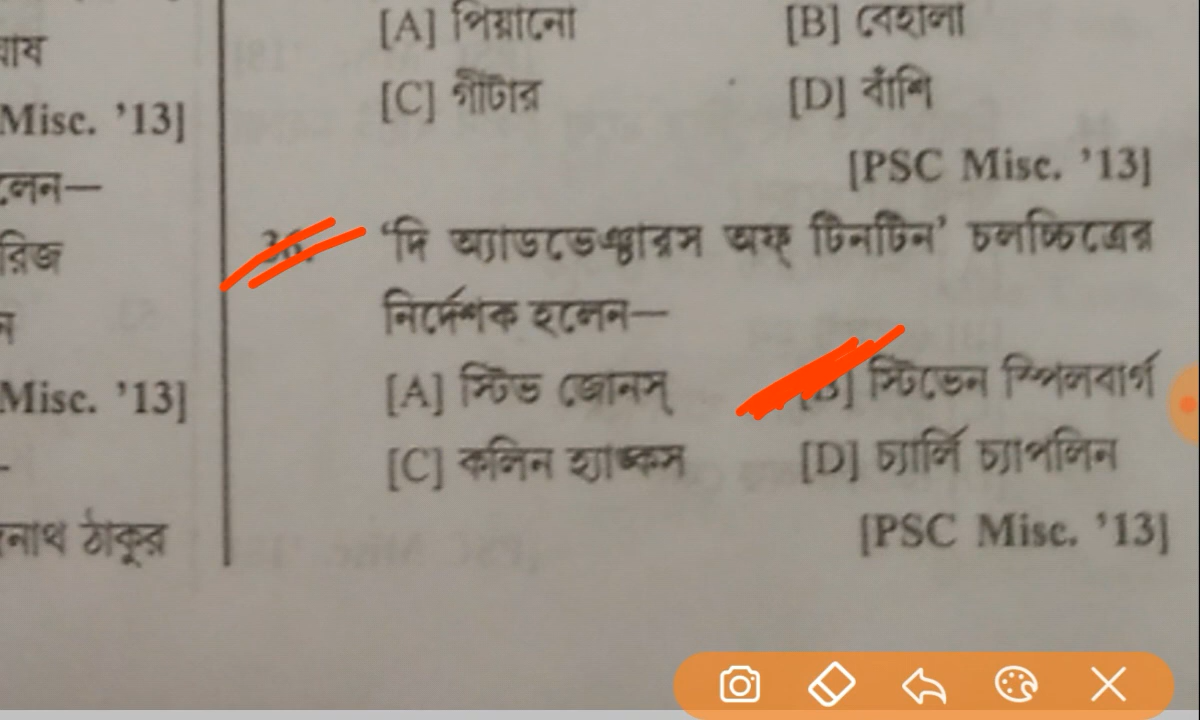 Misc. '13]
নাথ ঠাকুর
[A] পিয়ানো [B] বেহালা
[C] গীটার [D] বাঁশি
[PSC Misc. '13]
36. 'দি অ্যাডভেঞ্চারস অফ্ টিনটিন' চলচ্চিত্রের
নির্দেশক হলেন—
[A] স্টিভ জোনস্ [B] স্টিভেন স্পিলবার্গ
[C] কলিন হ্যাঙ্কস [D] চ্যার্লি চ্যাপলিন
[PSC Misc. '13]
Misc. '13]